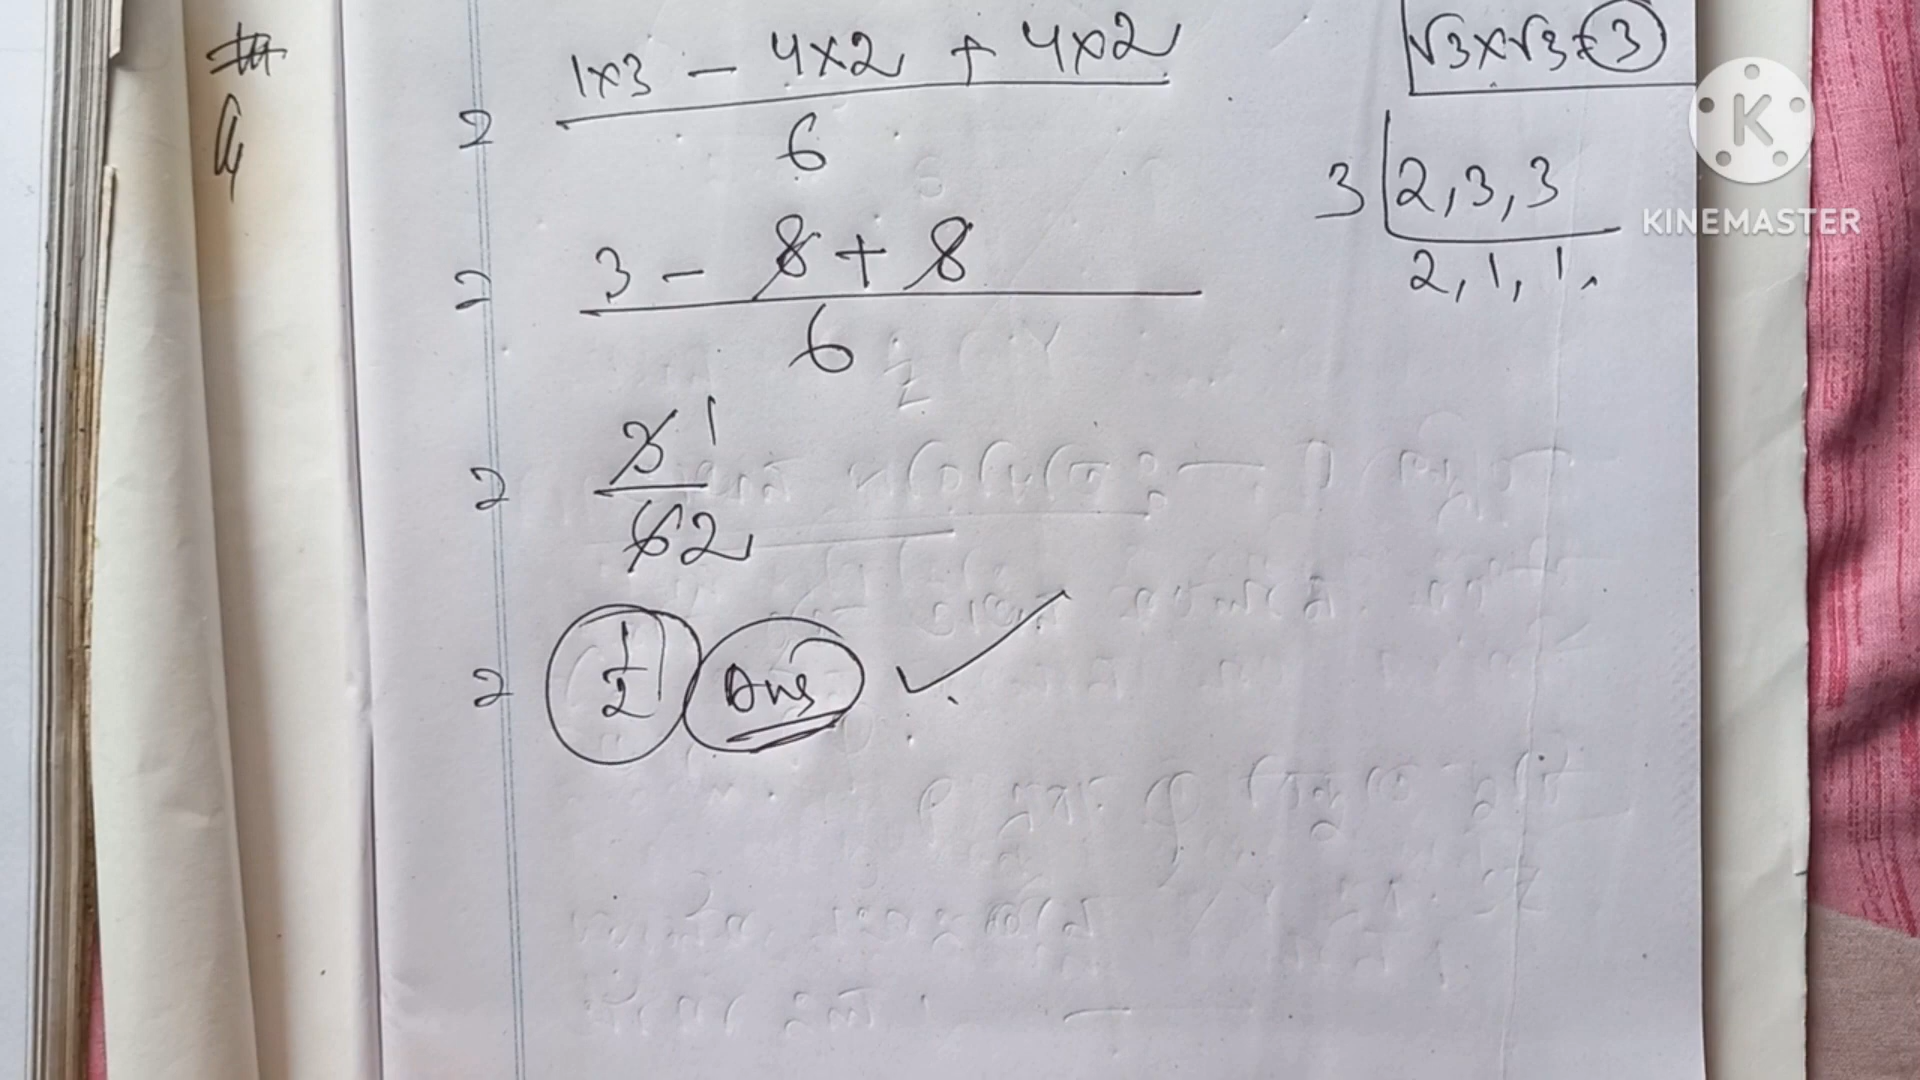 1×3 - 4×2 + 4×2
= 6
3 - 8 + 8
= 6
3 1
=
6 2
= 1/2 Ans ✓
√3×√3=3
3 | 2, 3, 3
2, 1, 1,
KINEMASTER